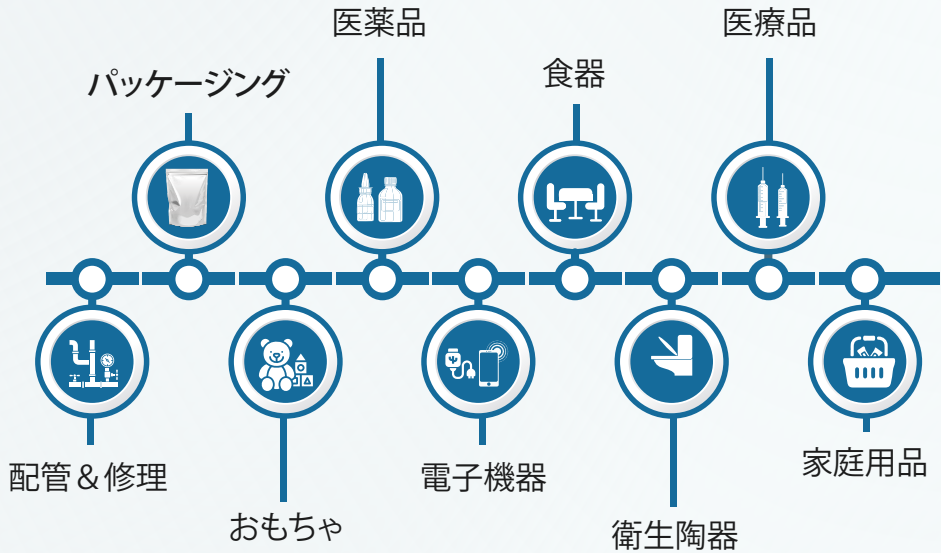 医薬品
医療品
食器
パッケージング
配管＆修理
電子機器
家庭用品
おもちゃ
衛生陶器